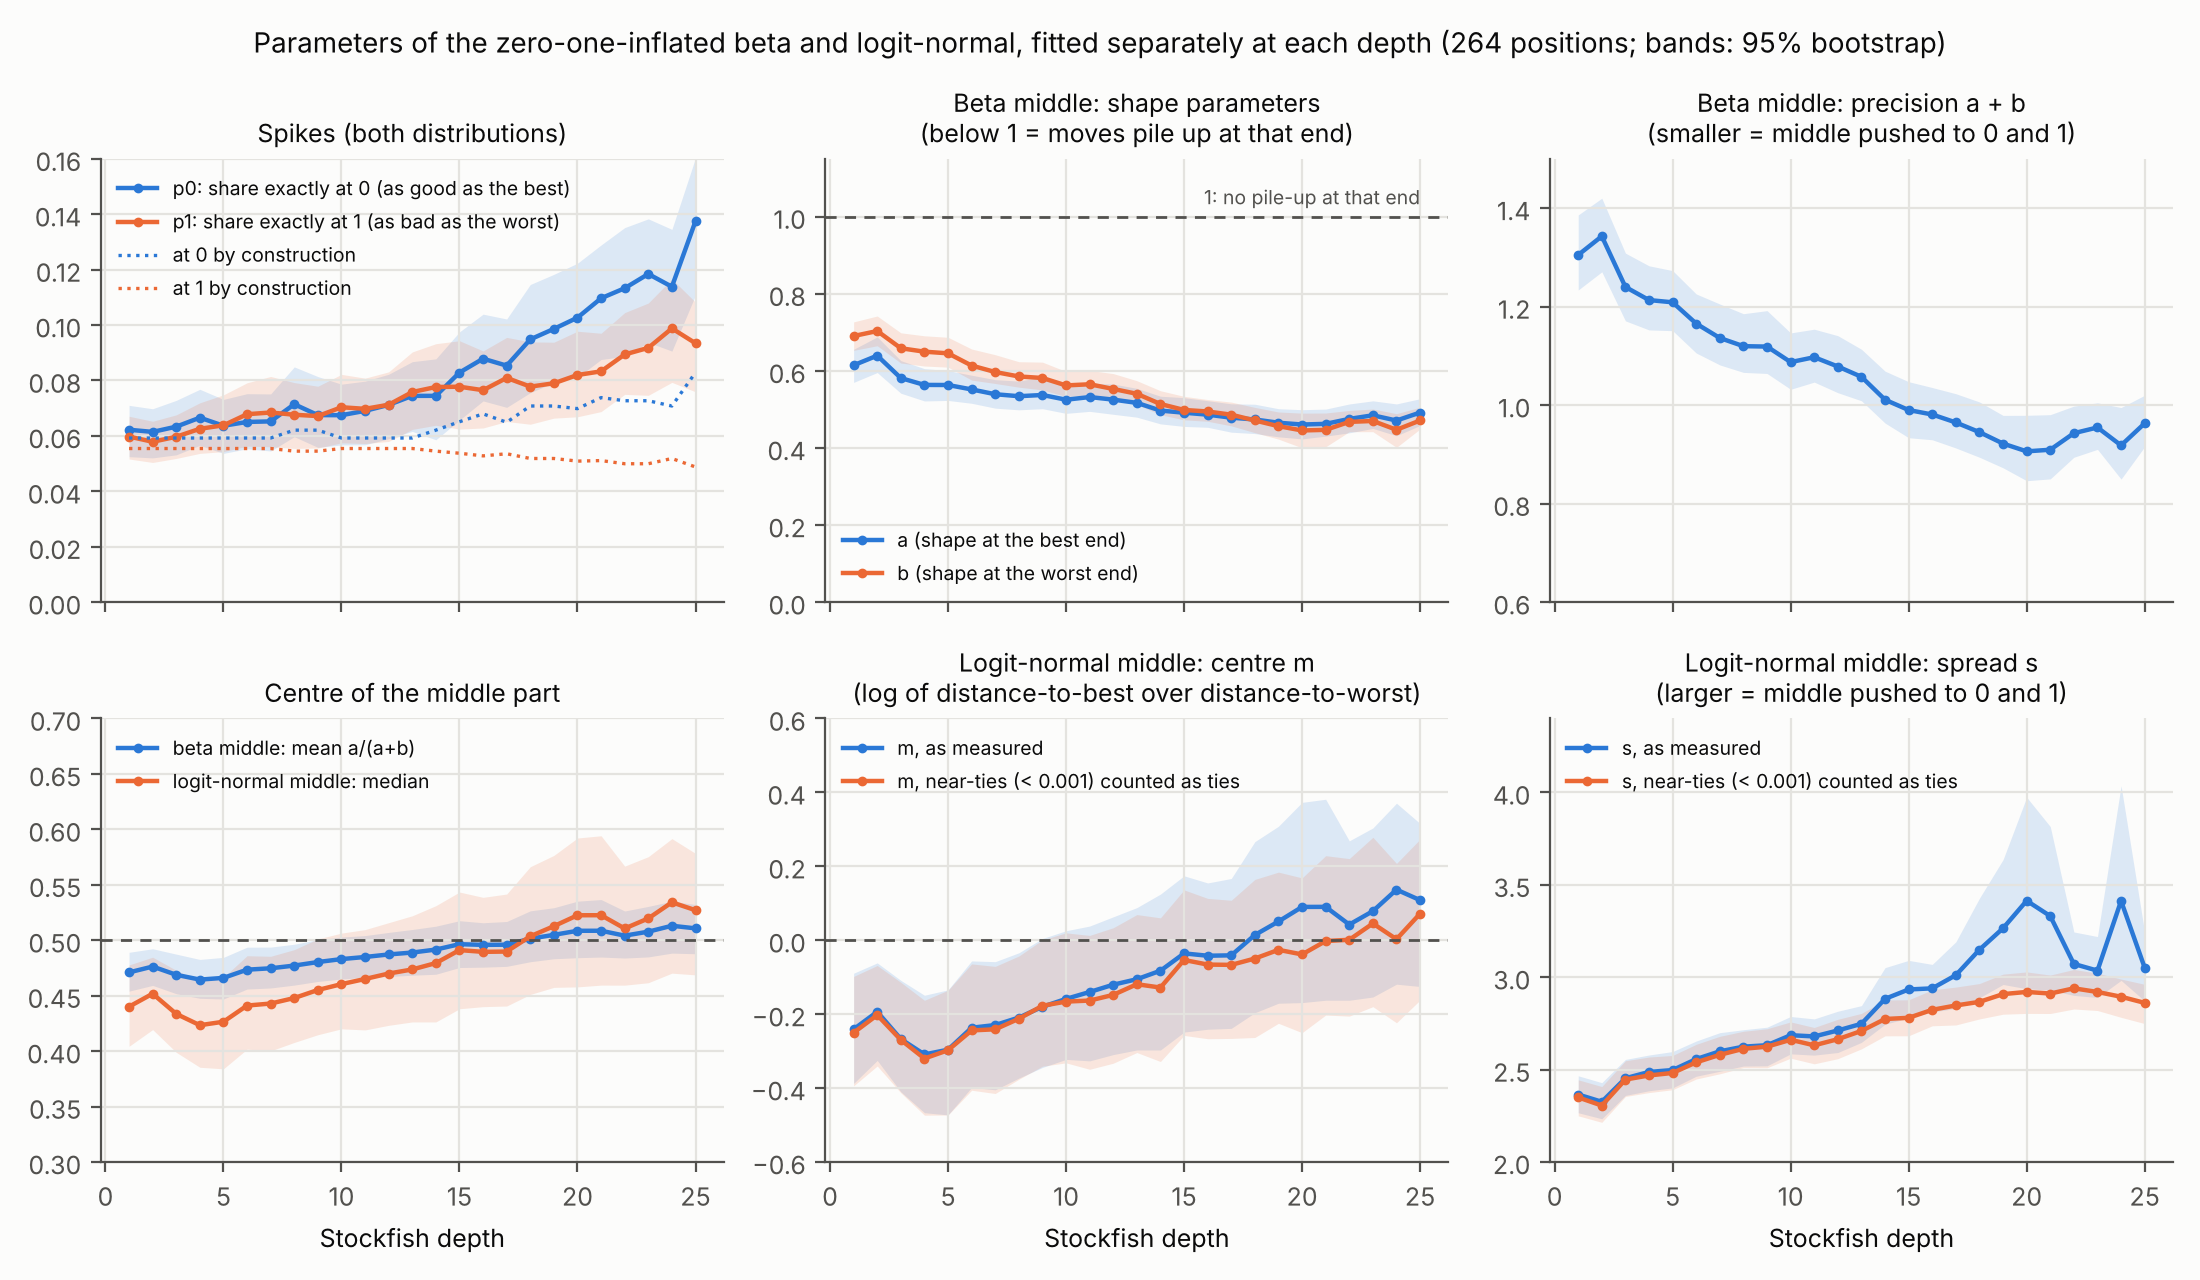 Parameters of the zero-one-inflated beta and logit-normal, fitted separately at each depth (264 positions; bands: 95% bootstrap)
Spikes (both distributions)
0.16
0.14
0.12
0.10
0.08
0.06
0.04
0.02
0.00
p0: share exactly at 0 (as good as the best)
p1: share exactly at 1 (as bad as the worst)
at 0 by construction
at 1 by construction
Beta middle: shape parameters
(below 1 = moves pile up at that end)
1.0
0.8
0.6
0.4
0.2
0.0
1: no pile-up at that end
a (shape at the best end)
b (shape at the worst end)
Beta middle: precision a + b
(smaller = middle pushed to 0 and 1)
1.4
1.2
1.0
0.8
0.6
Centre of the middle part
0.70
0.65
0.60
0.55
0.50
0.45
0.40
0.35
0.30
beta middle: mean a/(a+b)
logit-normal middle: median
0 5 10 15 20 25
Stockfish depth
Logit-normal middle: centre m
(log of distance-to-best over distance-to-worst)
0.6
0.4
0.2
0.0
−0.2
−0.4
−0.6
m, as measured
m, near-ties (< 0.001) counted as ties
0 5 10 15 20 25
Stockfish depth
Logit-normal middle: spread s
(larger = middle pushed to 0 and 1)
4.0
3.5
3.0
2.5
2.0
s, as measured
s, near-ties (< 0.001) counted as ties
0 5 10 15 20 25
Stockfish depth